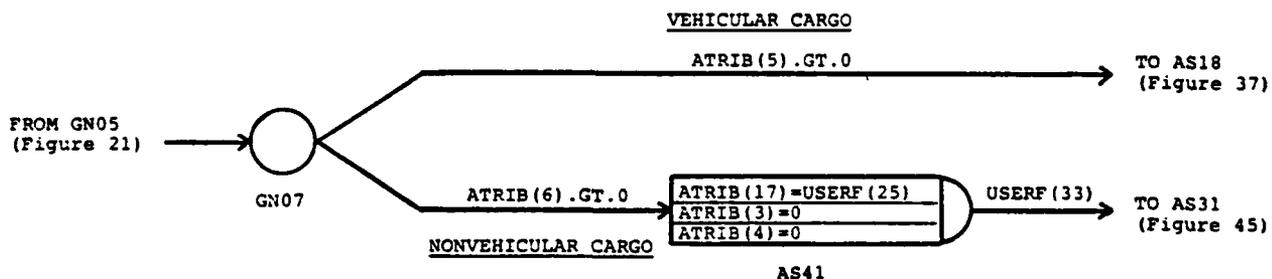 VEHICULAR CARGO
ATRIB(5).GT.0
TO AS18
(Figure 37)
FROM GN05
(Figure 21)
GN07
ATRIB(6).GT.0
NONVEHICULAR CARGO
ATRIB(17)=USERF(25)
ATRIB(3)=0
ATRIB(4)=0
AS41
USERF(33)
TO AS31
(Figure 45)